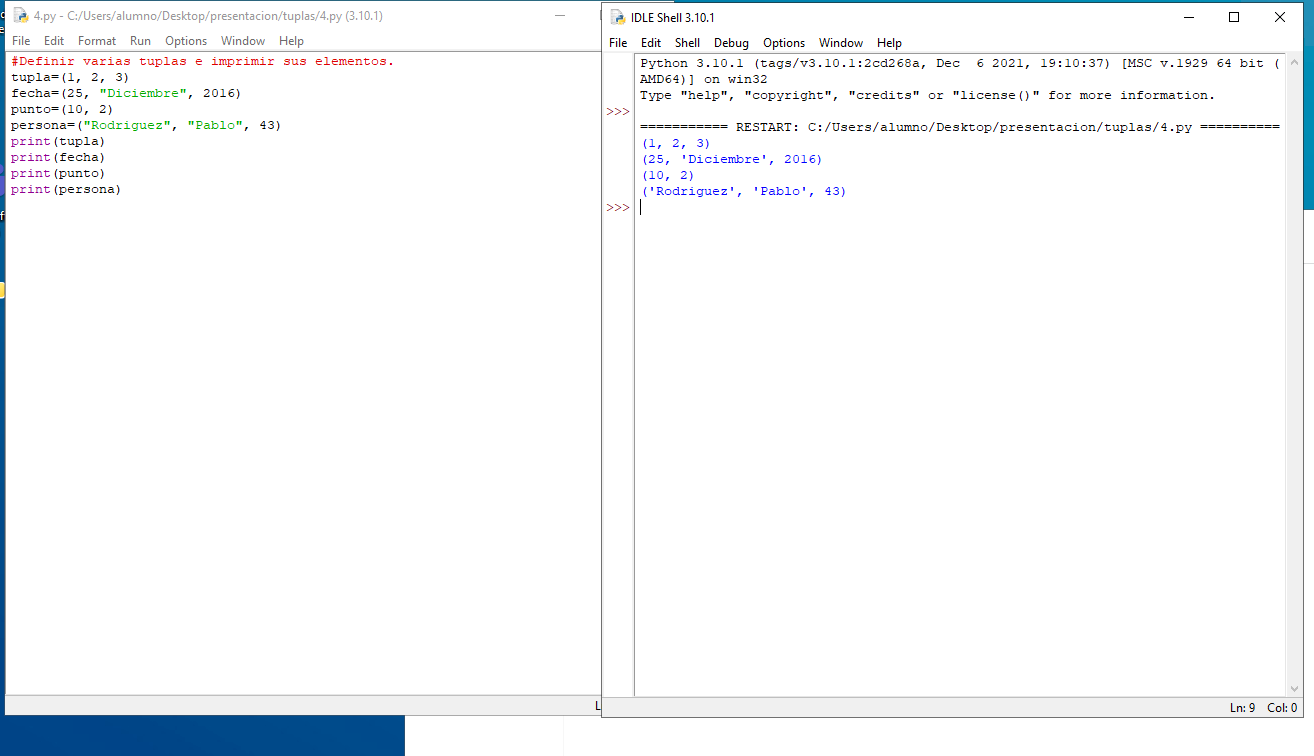 4.py - C:/Users/alumno/Desktop/presentacion/tuplas/4.py (3.10.1)
File Edit Format Run Options Window Help
#Definir varias tuplas e imprimir sus elementos.
tupla=(1, 2, 3)
fecha=(25, "Diciembre", 2016)
punto=(10, 2)
persona=("Rodriguez", "Pablo", 43)
print(tupla)
print(fecha)
print(punto)
print(persona)
IDLE Shell 3.10.1
File Edit Shell Debug Options Window Help
Python 3.10.1 (tags/v3.10.1:2cd268a, Dec  6 2021, 19:10:37) [MSC v.1929 64 bit (
AMD64)] on win32
Type "help", "copyright", "credits" or "license()" for more information.
>>>
=========== RESTART: C:/Users/alumno/Desktop/presentacion/tuplas/4.py ==========
(1, 2, 3)
(25, 'Diciembre', 2016)
(10, 2)
('Rodriguez', 'Pablo', 43)
>>>
Ln: 9 Col: 0